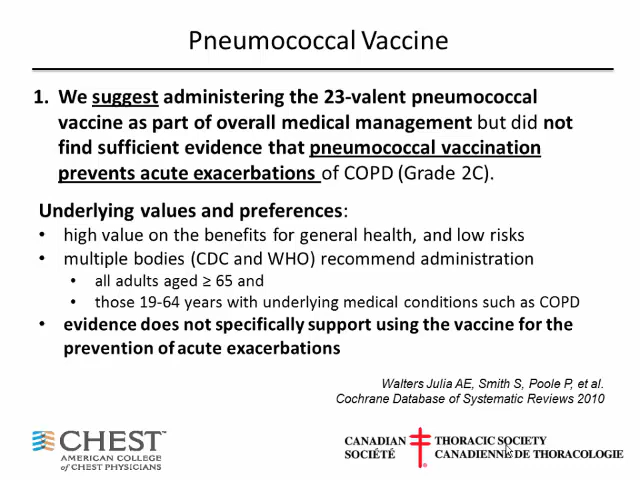 Pneumococcal Vaccine
1. We suggest administering the 23-valent pneumococcal
vaccine as part of overall medical management but did not
find sufficient evidence that pneumococcal vaccination
prevents acute exacerbations of COPD (Grade 2C).
Underlying values and preferences:
• high value on the benefits for general health, and low risks
• multiple bodies (CDC and WHO) recommend administration
• all adults aged ≥ 65 and
• those 19-64 years with underlying medical conditions such as COPD
• evidence does not specifically support using the vaccine for the
prevention of acute exacerbations
Walters Julia AE, Smith S, Poole P, et al.
Cochrane Database of Systematic Reviews 2010
CHEST™
AMERICAN COLLEGE
of CHEST PHYSICIANS
CANADIAN THORACIC SOCIETY
SOCIÉTÉ CANADIENNE DE THORACOLOGIE